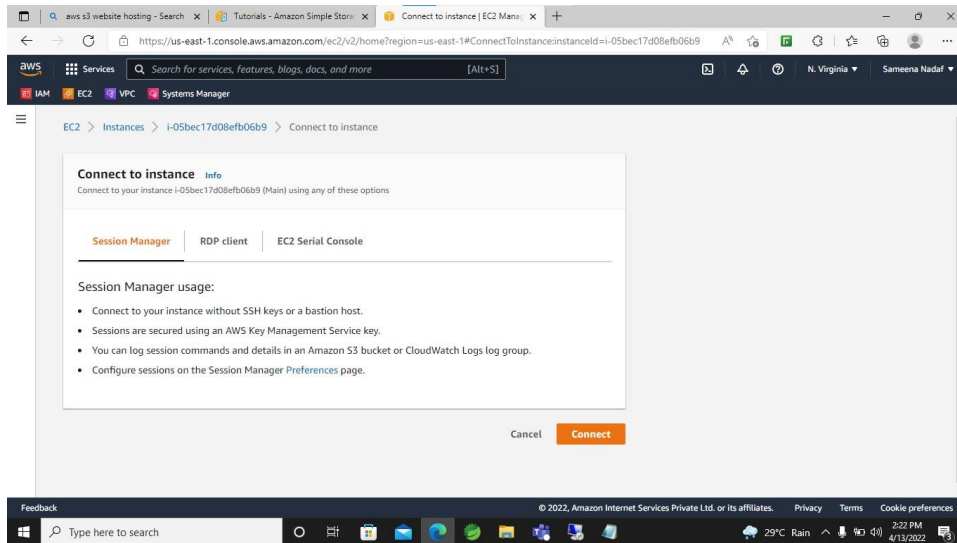 aws s3 website hosting - Search
Tutorials - Amazon Simple Stora
Connect to instance | EC2 Manag
https://us-east-1.console.aws.amazon.com/ec2/v2/home?region=us-east-1#ConnectToInstance:instanceId=i-05bec17d08efb06b9
aws Services Search for services, features, blogs, docs, and more [Alt+S] N. Virginia Sameena Nadaf
IAM EC2 VPC Systems Manager
EC2 > Instances > i-05bec17d08efb06b9 > Connect to instance
Connect to instance Info
Connect to your instance i-05bec17d08efb06b9 (Main) using any of these options
Session Manager RDP client EC2 Serial Console
Session Manager usage:
• Connect to your instance without SSH keys or a bastion host.
• Sessions are secured using an AWS Key Management Service key.
• You can log session commands and details in an Amazon S3 bucket or CloudWatch Logs log group.
• Configure sessions on the Session Manager Preferences page.
Cancel Connect
Feedback © 2022, Amazon Internet Services Private Ltd. or its affiliates. Privacy Terms Cookie preferences
Type here to search 29°C Rain 2:22 PM
4/13/2022